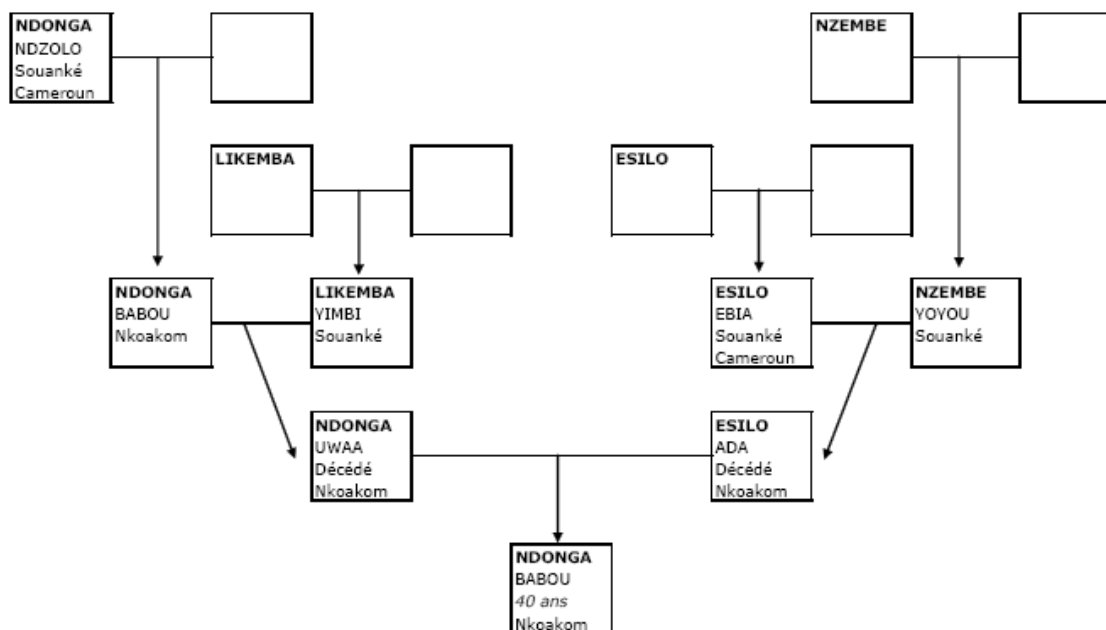 NDONGA
NDZOLO
Souanké
Cameroun
NZEMBE
LIKEMBA
ESILO
NDONGA
BABOU
Nkoakom
LIKEMBA
YIMBI
Souanké
ESILO
EBIA
Souanké
Cameroun
NZEMBE
YOYOU
Souanké
NDONGA
UWAA
Décédé
Nkoakom
ESILO
ADA
Décédé
Nkoakom
NDONGA
BABOU
40 ans
Nkoakom